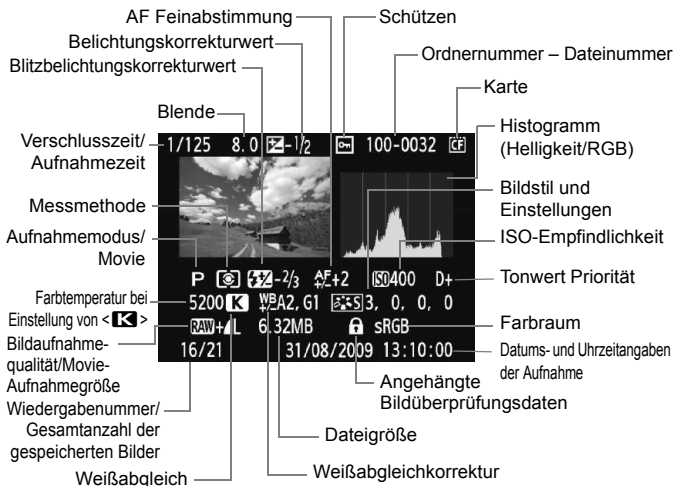 AF Feinabstimmung
Schützen
Belichtungskorrekturwert
Ordnernummer – Dateinummer
Blitzbelichtungskorrekturwert
Karte
Blende
Verschlusszeit/
Aufnahmezeit
1/125 8.0 -1/2 100-0032 CF
Histogramm
(Helligkeit/RGB)
Bildstil und
Einstellungen
Messmethode
ISO-Empfindlichkeit
Aufnahmemodus/
Movie
P -2/3 AF+2 ISO400 D+
Tonwert Priorität
Farbtemperatur bei
Einstellung von <K>
5200 K WB A2, G1 S 3, 0, 0, 0
RAW+L 6.32MB sRGB
Farbraum
Bildaufnahme-
qualität/Movie-
Aufnahmegröße
16/21 31/08/2009 13:10:00
Datums- und Uhrzeitangaben
der Aufnahme
Wiedergabenummer/
Gesamtanzahl der
gespeicherten Bilder
Angehängte
Bildüberprüfungsdaten
Dateigröße
Weißabgleich
Weißabgleichkorrektur